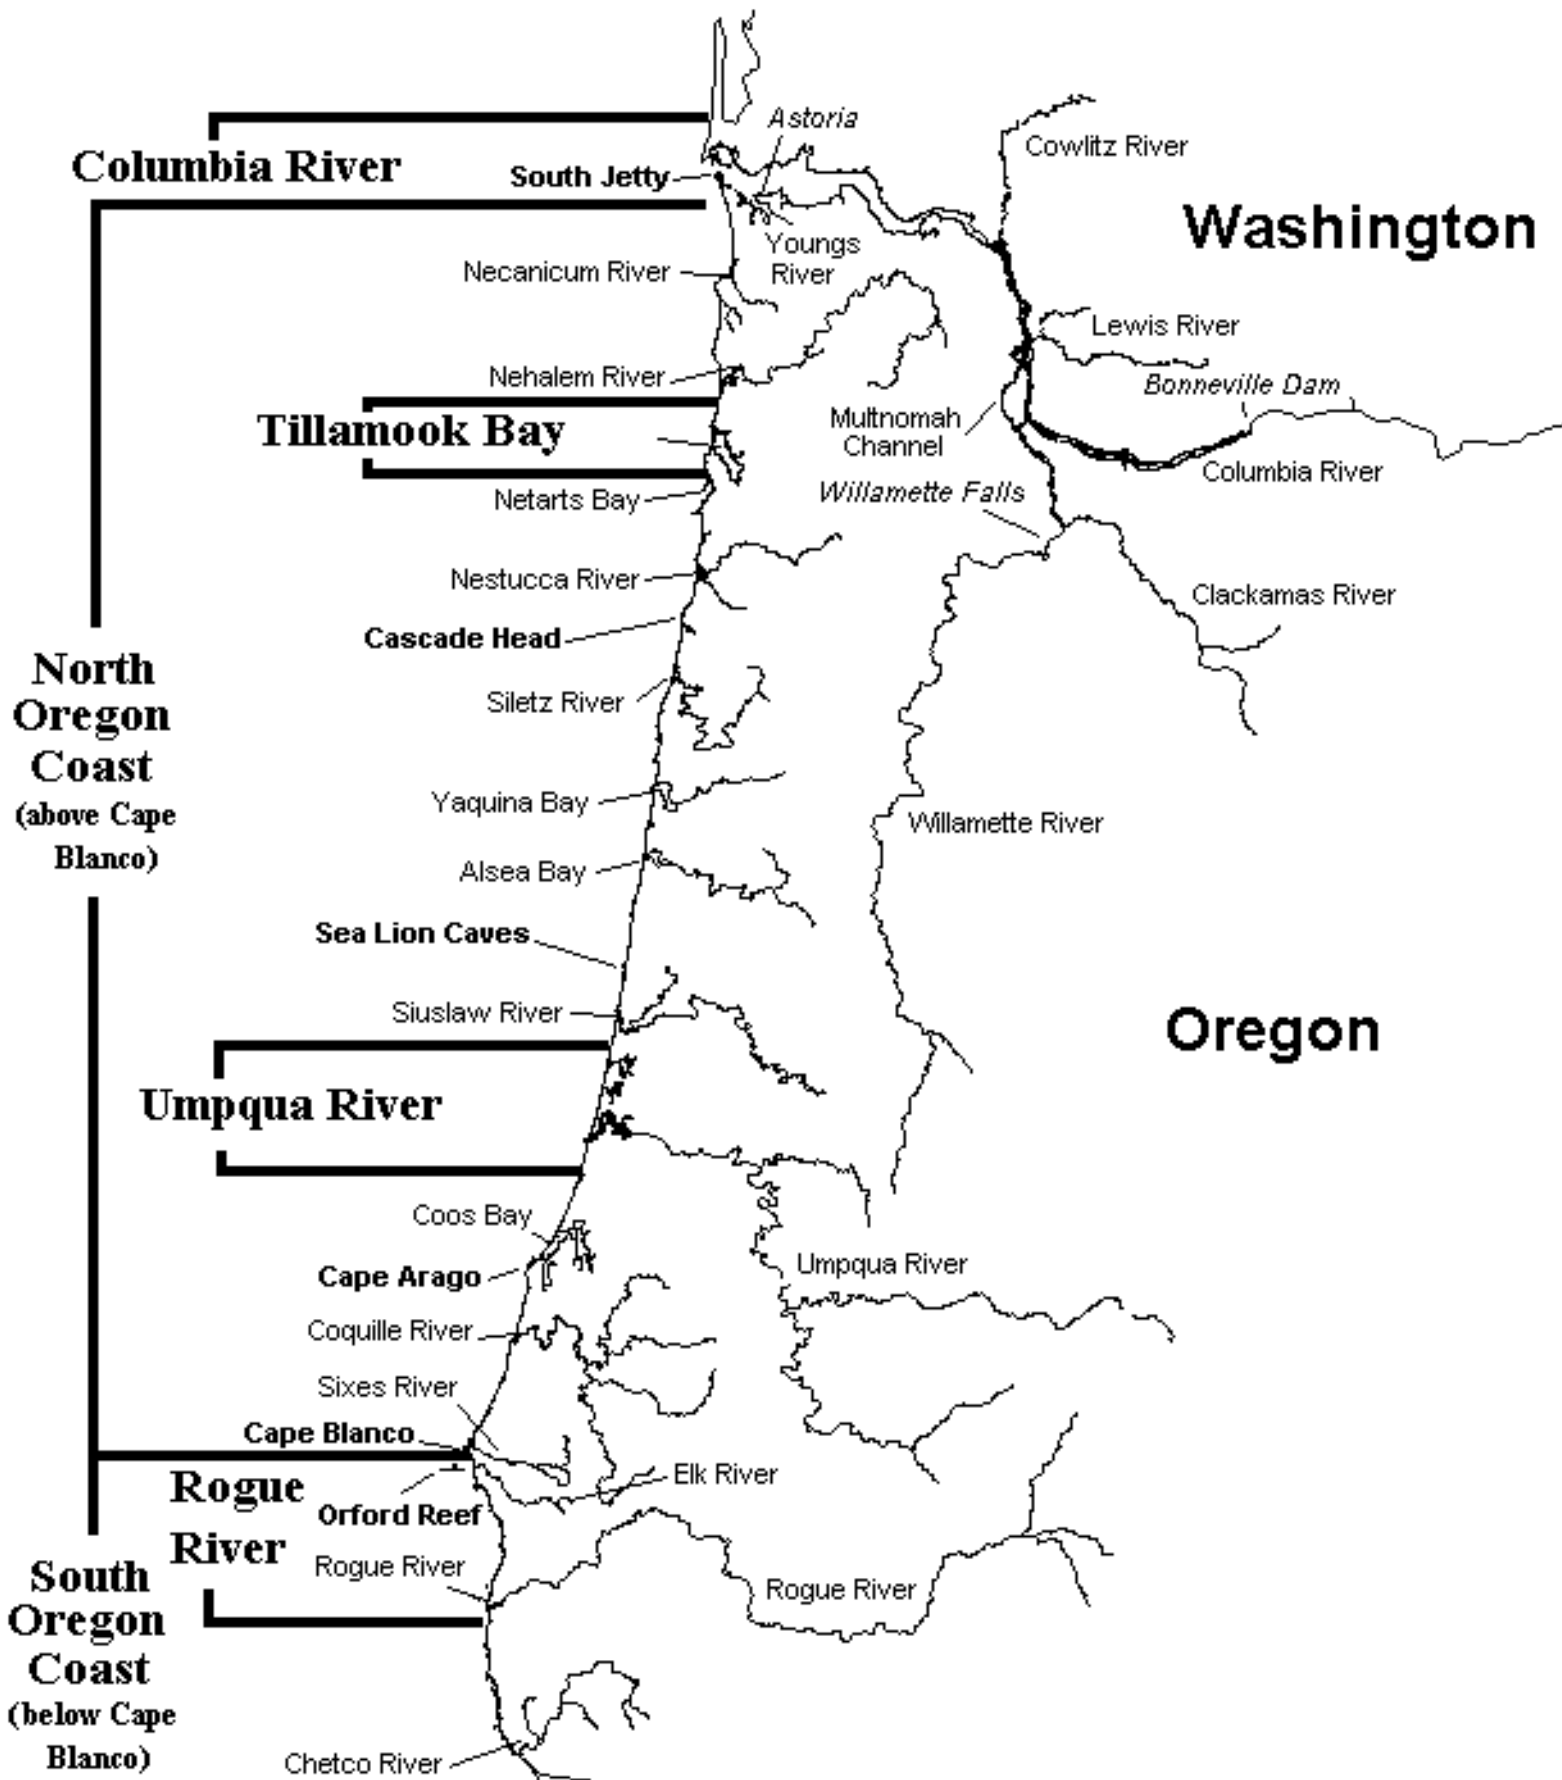 Astoria
Cowlitz River
Columbia River
South Jetty
Washington
Youngs
River
Necanicum River
Lewis River
Nehalem River
Bonneville Dam
Multnomah
Channel
Tillamook Bay
Columbia River
Netarts Bay
Willamette Falls
Nestucca River
Clackamas River
Cascade Head
North
Oregon
Coast
(above Cape
Blanco)
Siletz River
Yaquina Bay
Willamette River
Alsea Bay
Sea Lion Caves
Siuslaw River
Oregon
Umpqua River
Coos Bay
Umpqua River
Cape Arago
Coquille River
Sixes River
Cape Blanco
Elk River
Rogue
River
Orford Reef
Rogue River
Rogue River
South
Oregon
Coast
(below Cape
Blanco)
Chetco River